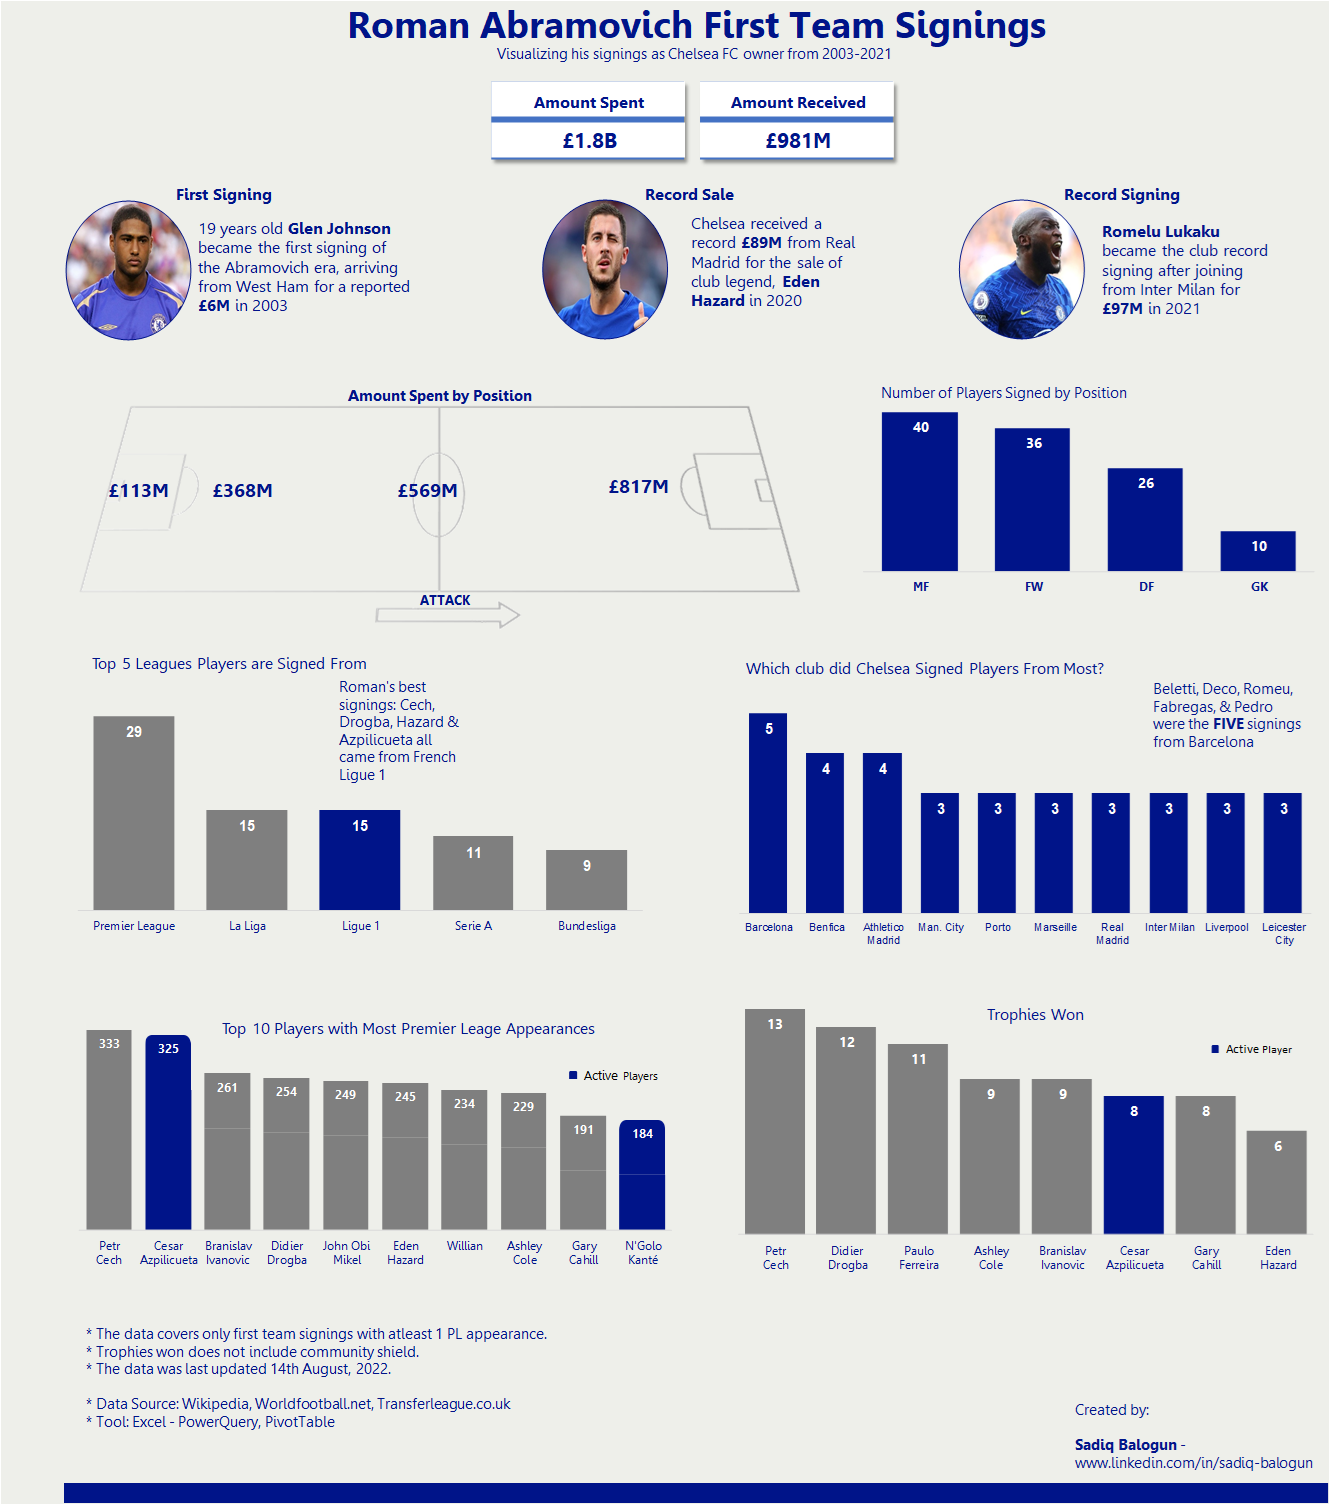 Roman Abramovich First Team Signings
Visualizing his signings as Chelsea FC owner from 2003-2021
Amount Spent
£1.8B
Amount Received
£981M
First Signing
19 years old Glen Johnson
became the first signing of
the Abramovich era, arriving
from West Ham for a reported
£6M in 2003
Record Sale
Chelsea received a
record £89M from Real
Madrid for the sale of
club legend, Eden
Hazard in 2020
Record Signing
Romelu Lukaku
became the club record
signing after joining
from Inter Milan for
£97M in 2021
Amount Spent by Position
£113M
£368M
£569M
£817M
ATTACK
Number of Players Signed by Position
40
36
26
10
MF
FW
DF
GK
Top 5 Leagues Players are Signed From
Roman's best
signings: Cech,
Drogba, Hazard &
Azpilicueta all
came from French
Ligue 1
29
15
15
11
9
Premier League
La Liga
Ligue 1
Serie A
Bundesliga
Which club did Chelsea Signed Players From Most?
Beletti, Deco, Romeu,
Fabregas, & Pedro
were the FIVE signings
from Barcelona
5
4
4
3
3
3
3
3
3
3
Barcelona
Benfica
Athletico
Madrid
Man. City
Porto
Marseille
Real
Madrid
Inter Milan
Liverpool
Leicester
City
Top 10 Players with Most Premier Leage Appearances
Active Players
333
325
261
254
249
245
234
229
191
184
Petr
Cech
Cesar
Azpilicueta
Branislav
Ivanovic
Didier
Drogba
John Obi
Mikel
Eden
Hazard
Willian
Ashley
Cole
Gary
Cahill
N'Golo
Kanté
Trophies Won
Active Player
13
12
11
9
9
8
8
6
Petr
Cech
Didier
Drogba
Paulo
Ferreira
Ashley
Cole
Branislav
Ivanovic
Cesar
Azpilicueta
Gary
Cahill
Eden
Hazard
* The data covers only first team signings with atleast 1 PL appearance.
* Trophies won does not include community shield.
* The data was last updated 14th August, 2022.
* Data Source: Wikipedia, Worldfootball.net, Transferleague.co.uk
* Tool: Excel - PowerQuery, PivotTable
Created by:
Sadiq Balogun -
www.linkedin.com/in/sadiq-balogun